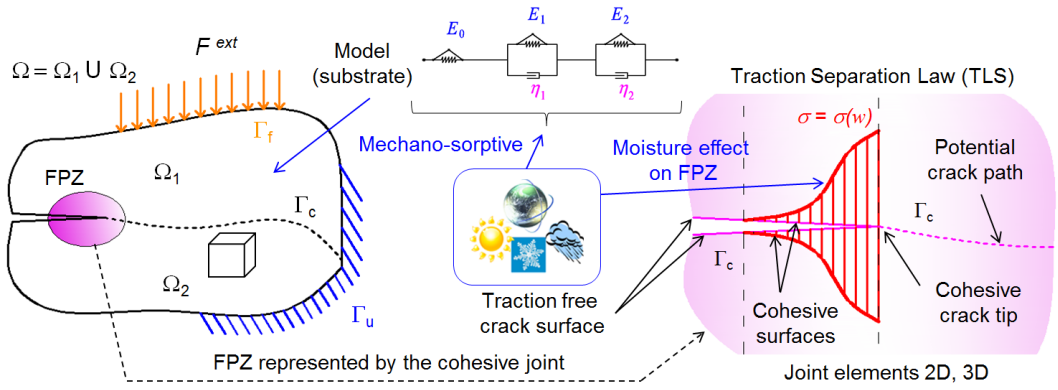 Ω = Ω1 ∪ Ω2
F ext
Γf
Model
(substrate)
E0
E1
E2
η1
η2
Mechano-sorptive
Moisture effect
on FPZ
Traction Separation Law (TLS)
σ = σ(w)
Potential
crack path
FPZ
Ω1
Γc
Ω2
Γu
Γc
Γc
Traction free
crack surface
Cohesive
surfaces
Cohesive
crack tip
FPZ represented by the cohesive joint
Joint elements 2D, 3D